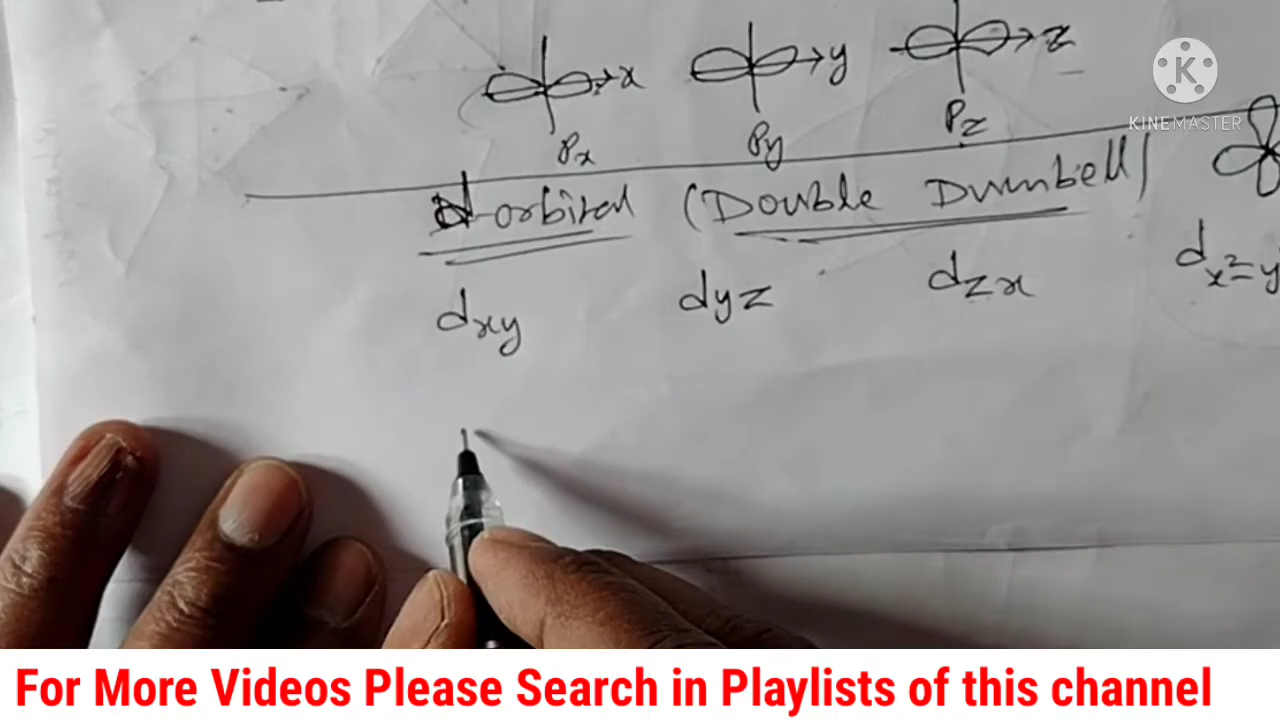 x y z
Px Py Pz
d-orbital (Double Dumbell)
dxy dyz dzx dx²=y
K
KINEMASTER
For More Videos Please Search in Playlists of this channel